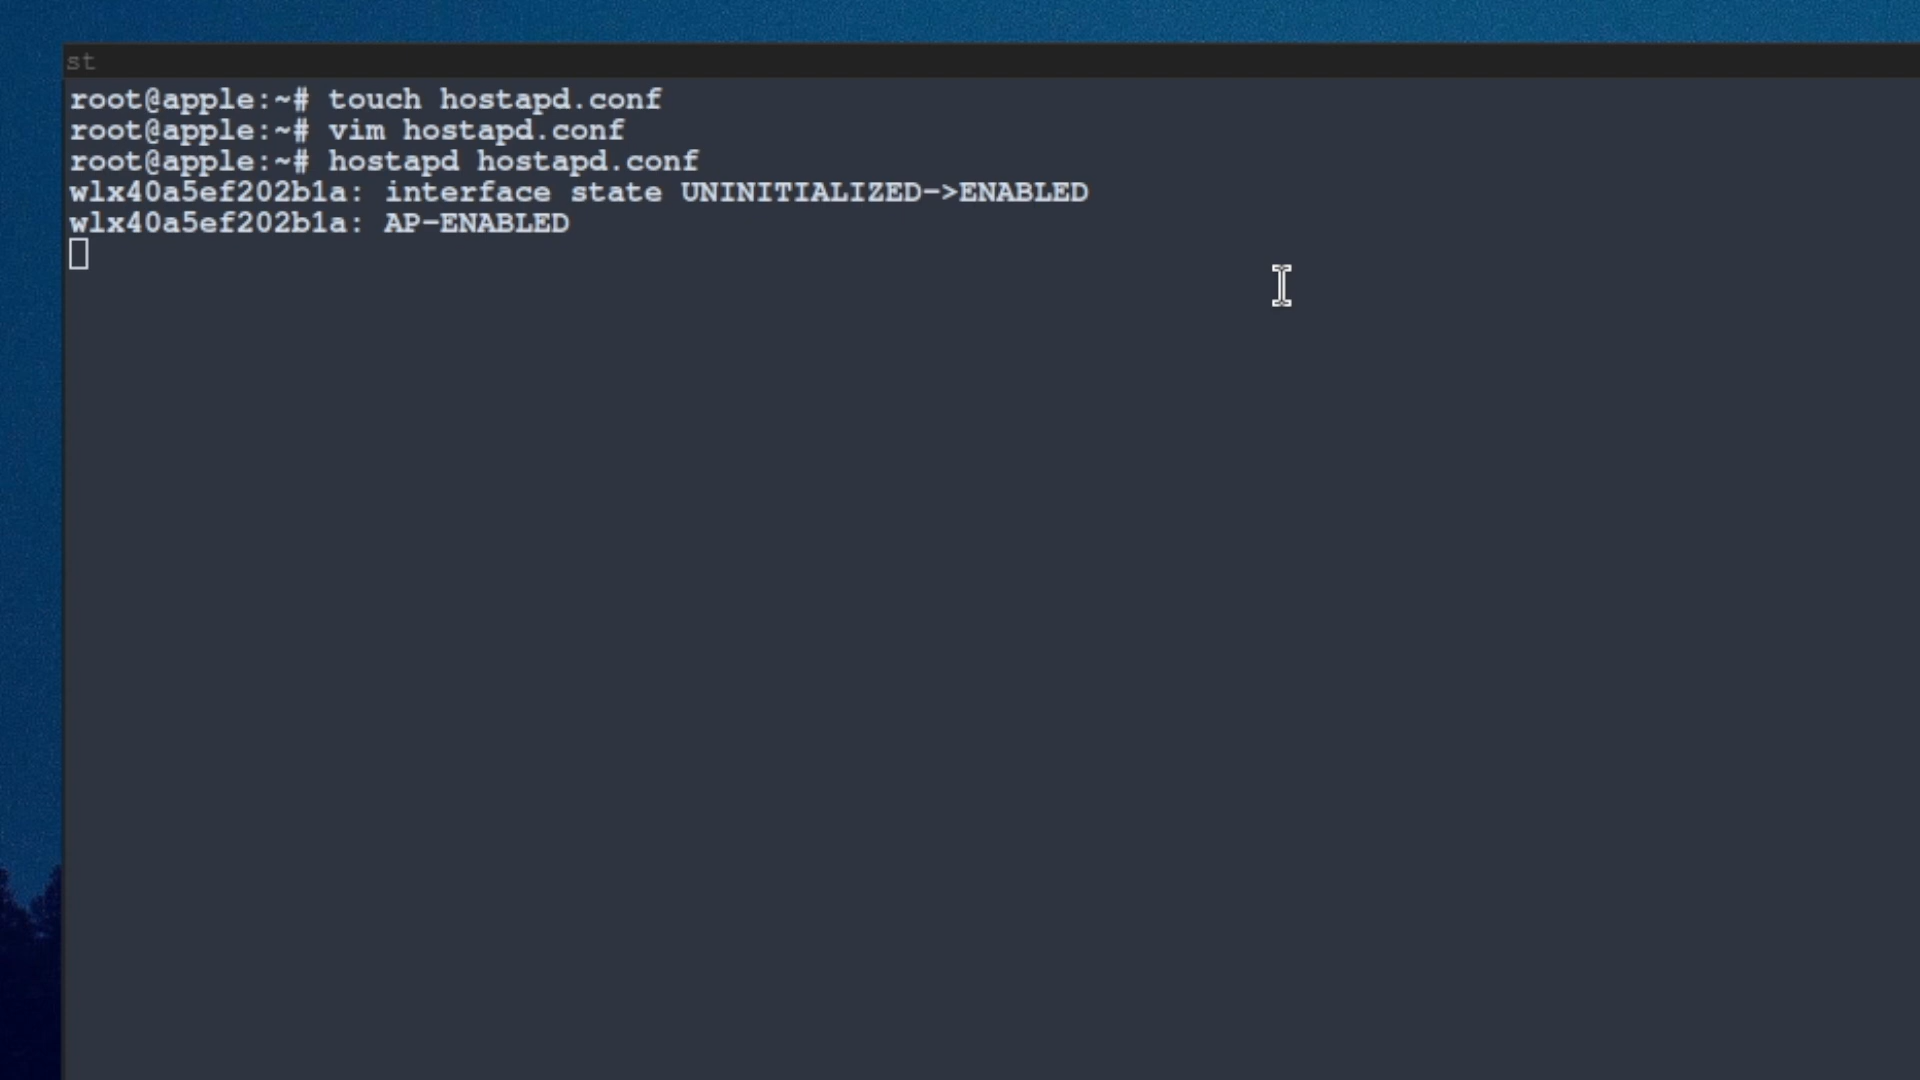 st
root@apple:~# touch hostapd.conf
root@apple:~# vim hostapd.conf
root@apple:~# hostapd hostapd.conf
wlx40a5ef202b1a: interface state UNINITIALIZED->ENABLED
wlx40a5ef202b1a: AP-ENABLED